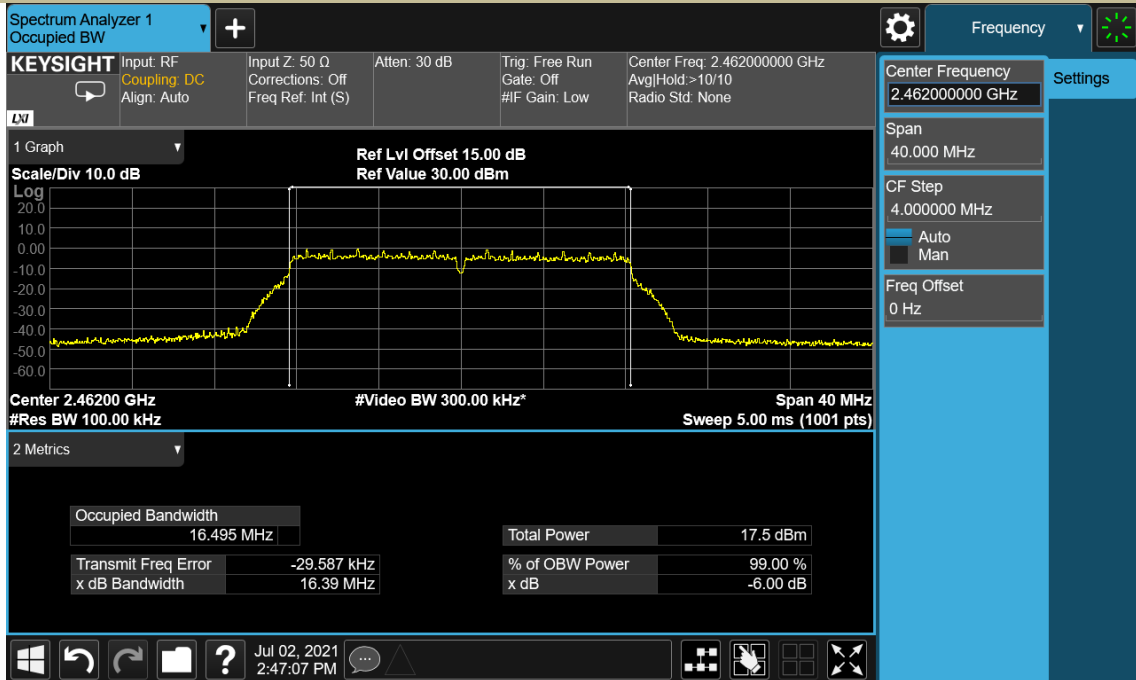 Spectrum Analyzer 1
Occupied BW
Frequency
KEYSIGHT
LXI
Input: RF
Coupling: DC
Align: Auto
Input Z: 50 Ω
Corrections: Off
Freq Ref: Int (S)
Atten: 30 dB
Trig: Free Run
Gate: Off
#IF Gain: Low
Center Freq: 2.462000000 GHz
Avg|Hold:>10/10
Radio Std: None
Center Frequency
2.462000000 GHz
Settings
Span
40.000 MHz
CF Step
4.000000 MHz
Auto
Man
Freq Offset
0 Hz
1 Graph
Scale/Div 10.0 dB
Ref Lvl Offset 15.00 dB
Ref Value 30.00 dBm
Log
20.0
10.0
0.00
-10.0
-20.0
-30.0
-40.0
-50.0
-60.0
Center 2.46200 GHz
#Video BW 300.00 kHz*
Span 40 MHz
#Res BW 100.00 kHz
Sweep 5.00 ms (1001 pts)
2 Metrics
Occupied Bandwidth
16.495 MHz
Total Power 17.5 dBm
Transmit Freq Error -29.587 kHz
% of OBW Power 99.00 %
x dB Bandwidth 16.39 MHz
x dB -6.00 dB
Jul 02, 2021
2:47:07 PM